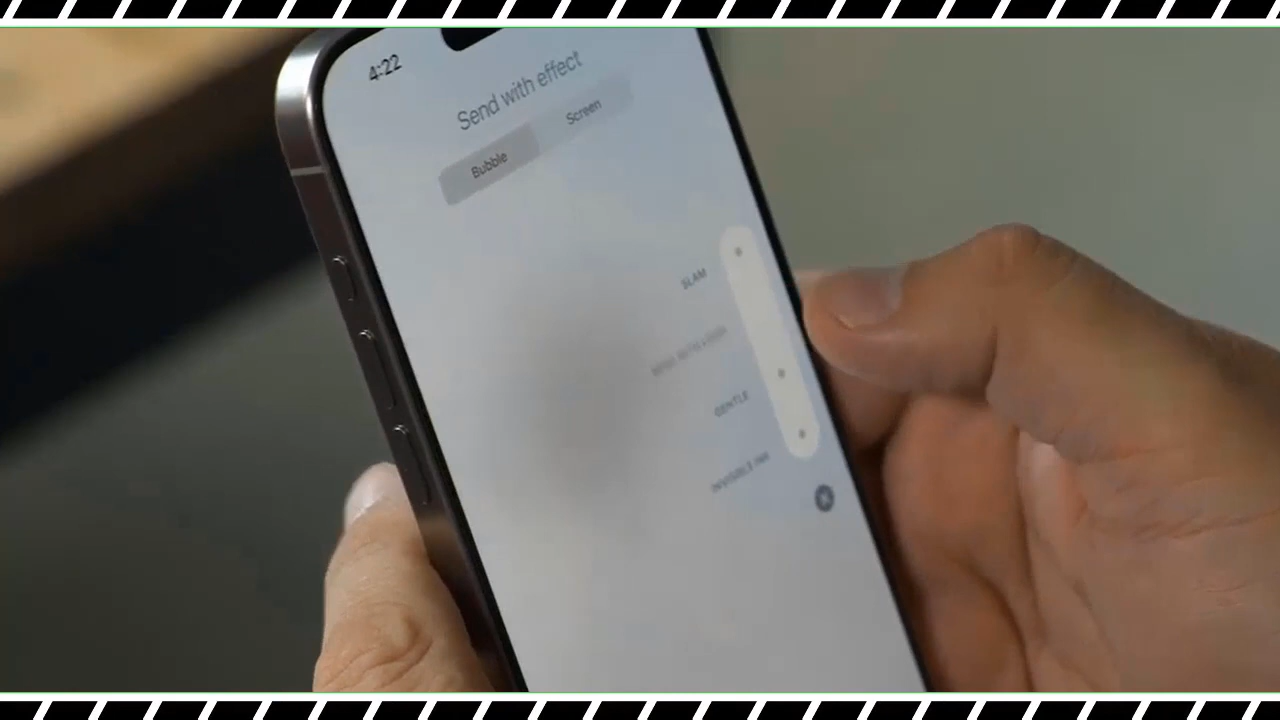 4:22
Send with effect
Bubble
Screen
SLAM
GENTLE
INVISIBLE INK